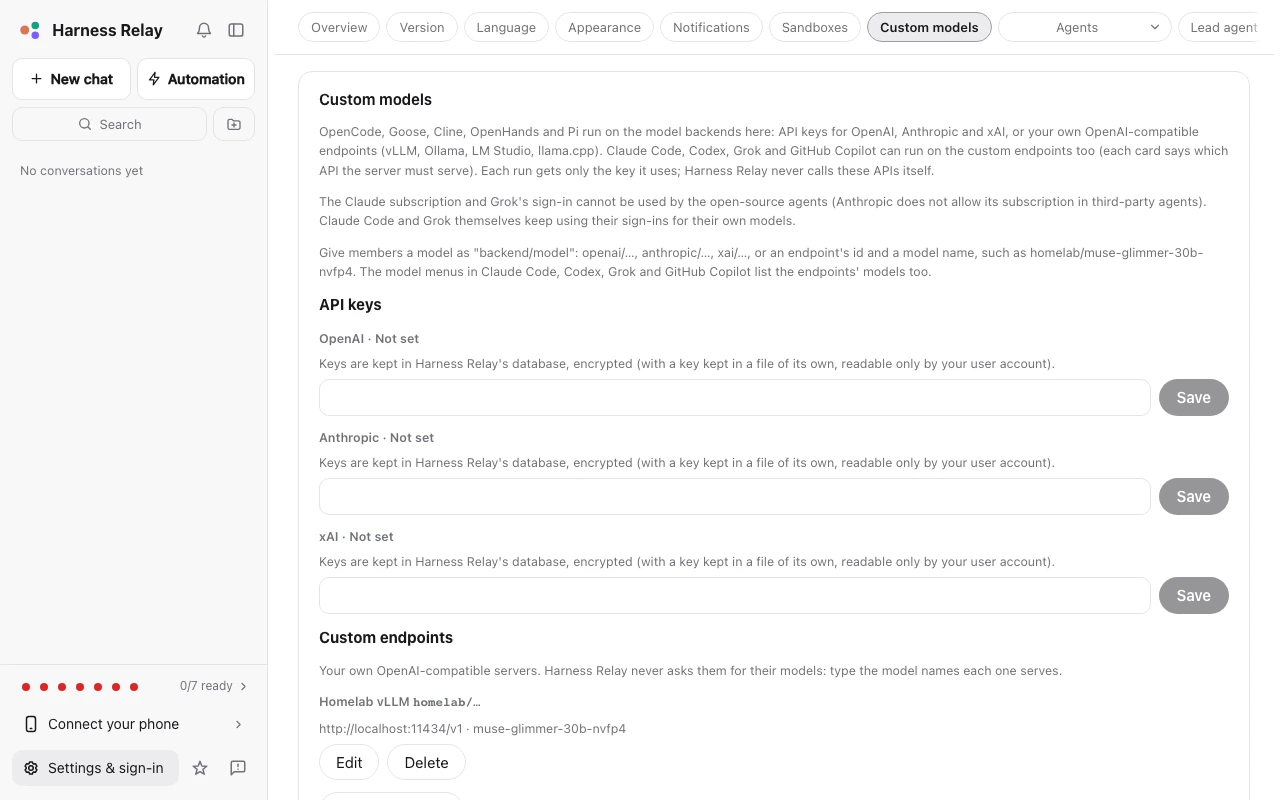 Harness Relay
New chat
Automation
Search
No conversations yet
0/7 ready
Connect your phone
Settings & sign-in
Overview
Version
Language
Appearance
Notifications
Sandboxes
Custom models
Agents
Lead agent
Custom models
OpenCode, Goose, Cline, OpenHands and Pi run on the model backends here: API keys for OpenAI, Anthropic and xAI, or your own OpenAI-compatible
endpoints (vLLM, Ollama, LM Studio, llama.cpp). Claude Code, Codex, Grok and GitHub Copilot can run on the custom endpoints too (each card says which
API the server must serve). Each run gets only the key it uses; Harness Relay never calls these APIs itself.
The Claude subscription and Grok's sign-in cannot be used by the open-source agents (Anthropic does not allow its subscription in third-party agents).
Claude Code and Grok themselves keep using their sign-ins for their own models.
Give members a model as "backend/model": openai/…, anthropic/…, xai/…, or an endpoint's id and a model name, such as homelab/muse-glimmer-30b-
nvfp4. The model menus in Claude Code, Codex, Grok and GitHub Copilot list the endpoints' models too.
API keys
OpenAI · Not set
Keys are kept in Harness Relay's database, encrypted (with a key kept in a file of its own, readable only by your user account).
Save
Anthropic · Not set
Keys are kept in Harness Relay's database, encrypted (with a key kept in a file of its own, readable only by your user account).
Save
xAI · Not set
Keys are kept in Harness Relay's database, encrypted (with a key kept in a file of its own, readable only by your user account).
Save
Custom endpoints
Your own OpenAI-compatible servers. Harness Relay never asks them for their models: type the model names each one serves.
Homelab vLLM homelab/…
http://localhost:11434/v1 · muse-glimmer-30b-nvfp4
Edit
Delete